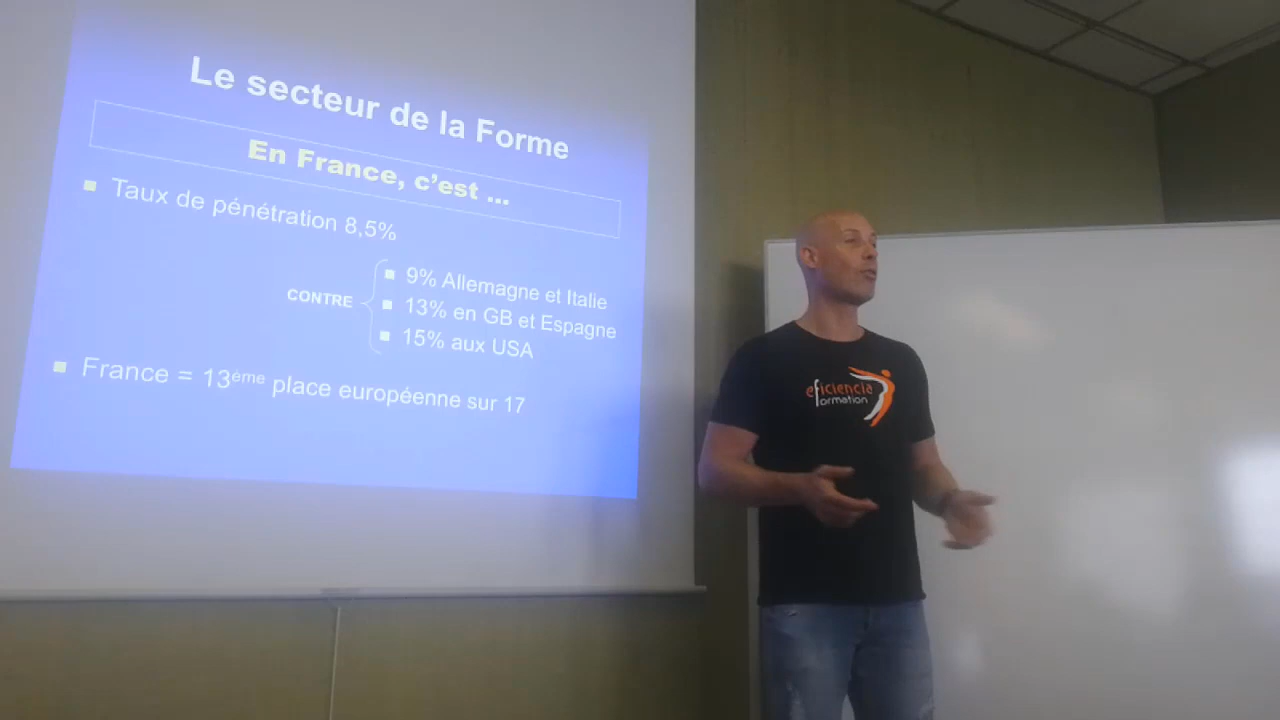 Le secteur de la Forme
En France, c'est ...
Taux de pénétration 8,5%
CONTRE
9% Allemagne et Italie
13% en GB et Espagne
15% aux USA
France = 13ème place européenne sur 17
eficiencia
formation